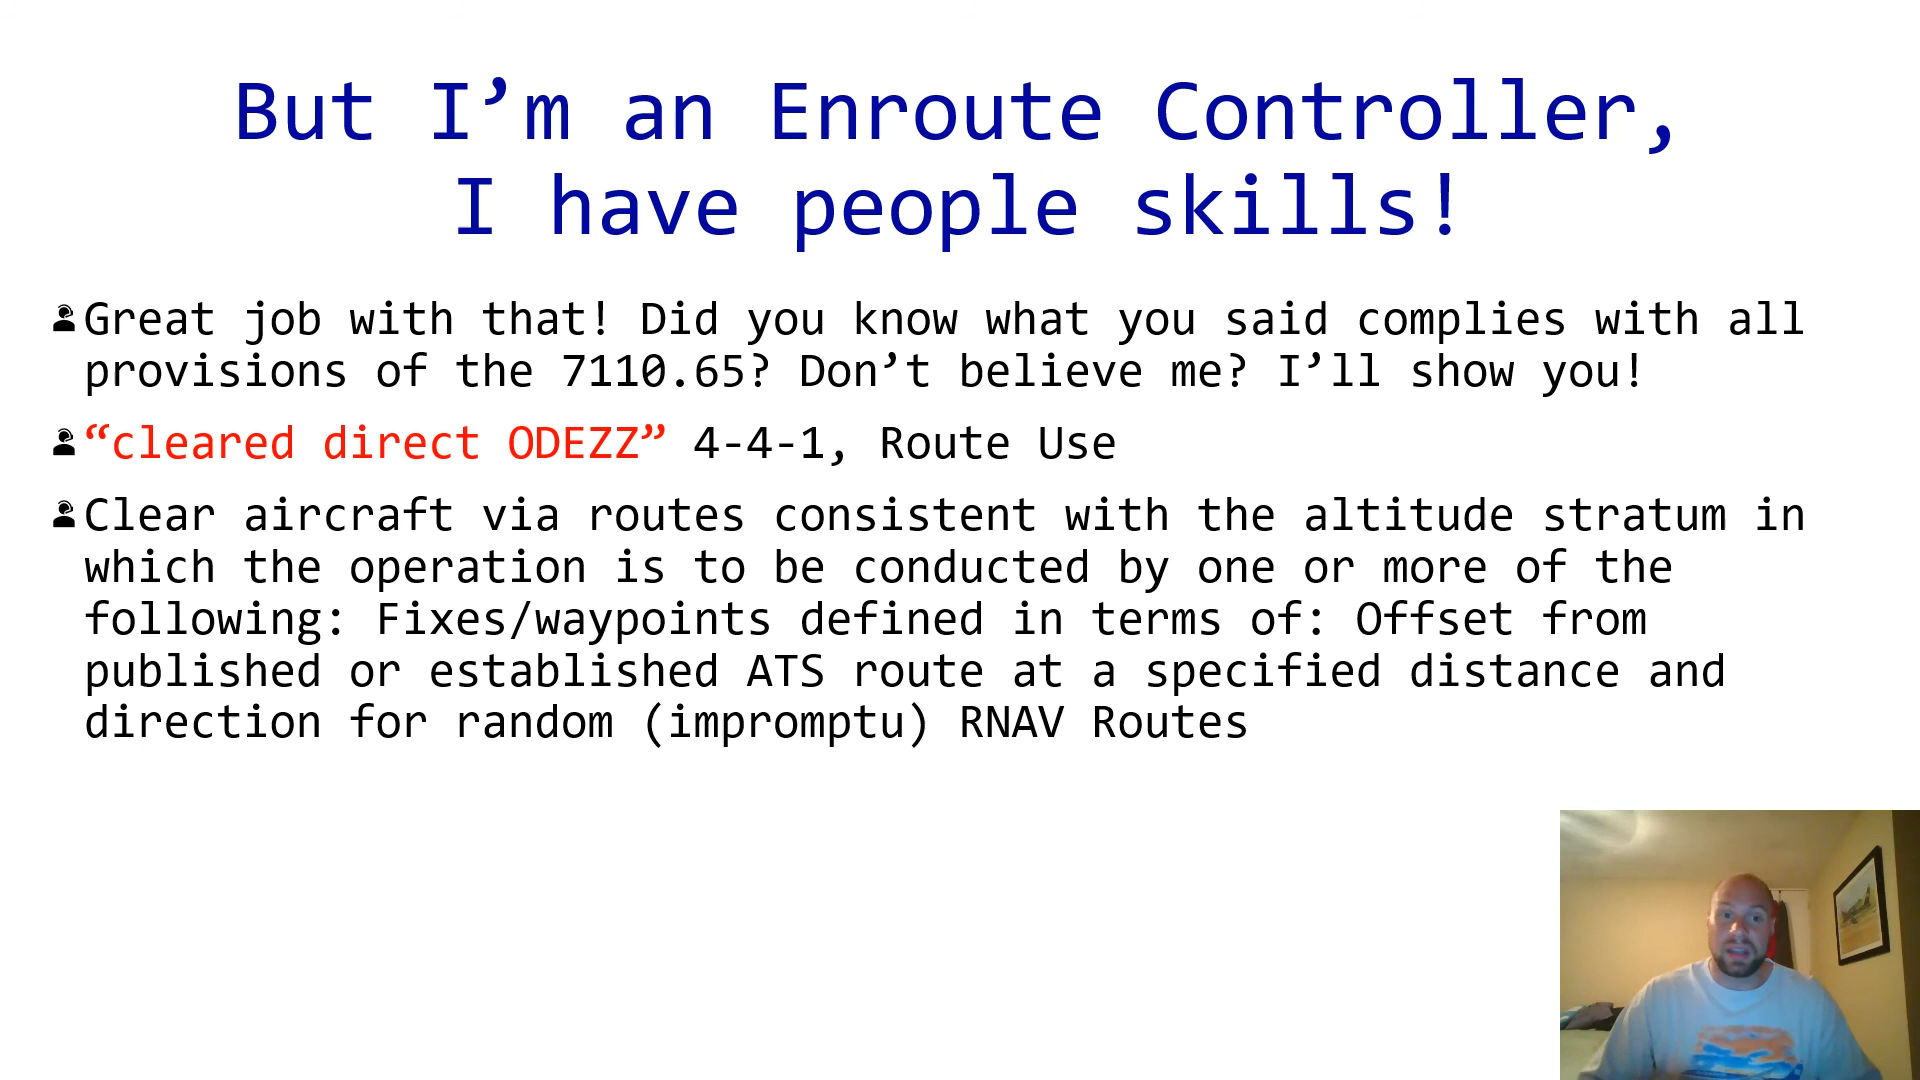 But I’m an Enroute Controller,
I have people skills!
Great job with that! Did you know what you said complies with all
provisions of the 7110.65? Don’t believe me? I’ll show you!
“cleared direct ODEZZ” 4-4-1, Route Use
Clear aircraft via routes consistent with the altitude stratum in
which the operation is to be conducted by one or more of the
following: Fixes/waypoints defined in terms of: Offset from
published or established ATS route at a specified distance and
direction for random (impromptu) RNAV Routes